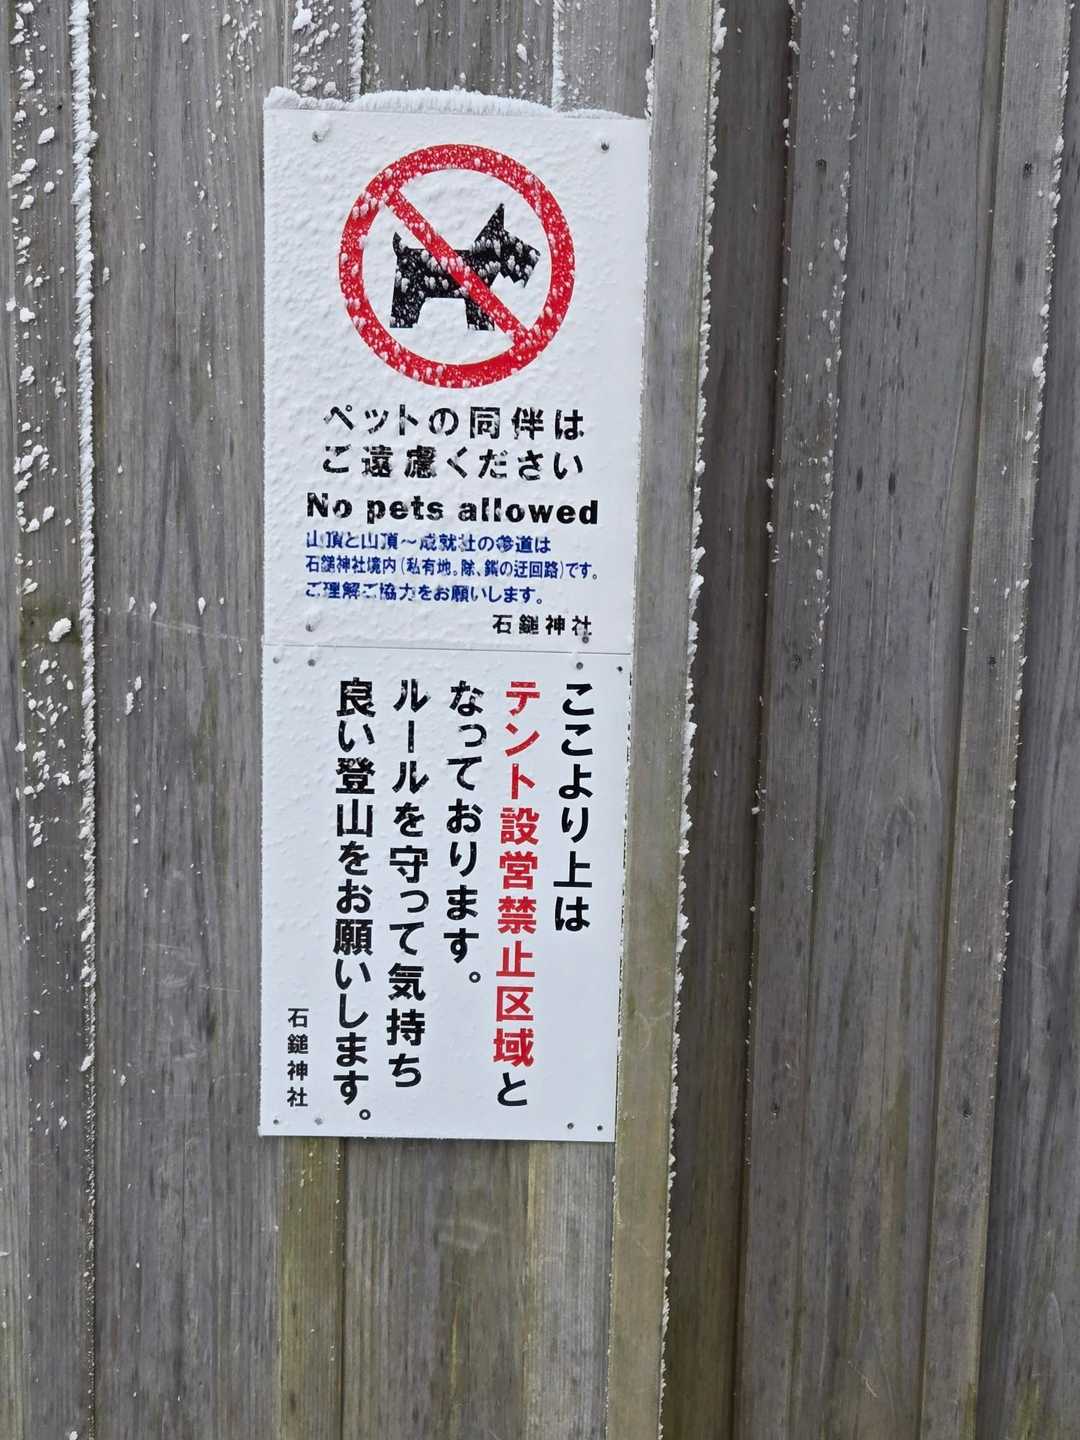 ペットの同伴は
ご遠慮ください
No pets allowed
山頂と山頂～成就社の参道は
石鎚神社境内(私有地。除、鎖の迂回路)です。
ご理解ご協力をお願いします。
石鎚神社
ここより上は
テント設営禁止区域と
なっております。
ルールを守って気持ち
良い登山をお願いします。
石鎚神社